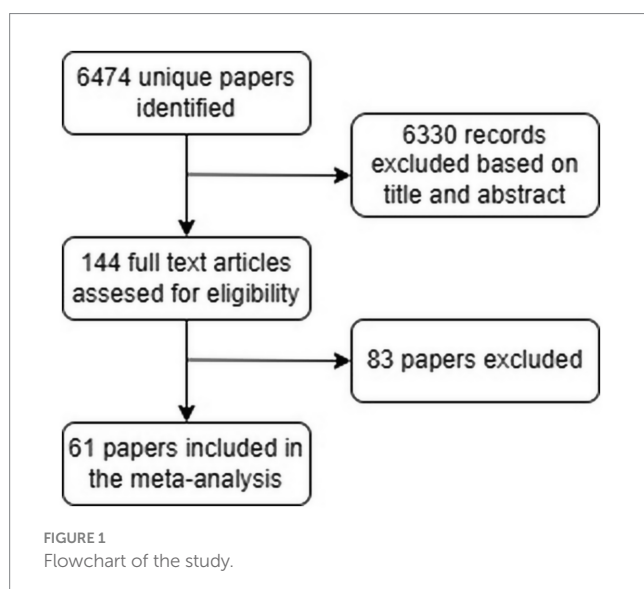 6474 unique papers
identified
6330 records
excluded based on
title and abstract
144 full text articles
assesed for eligibility
83 papers excluded
61 papers included in
the meta-analysis
FIGURE 1
Flowchart of the study.